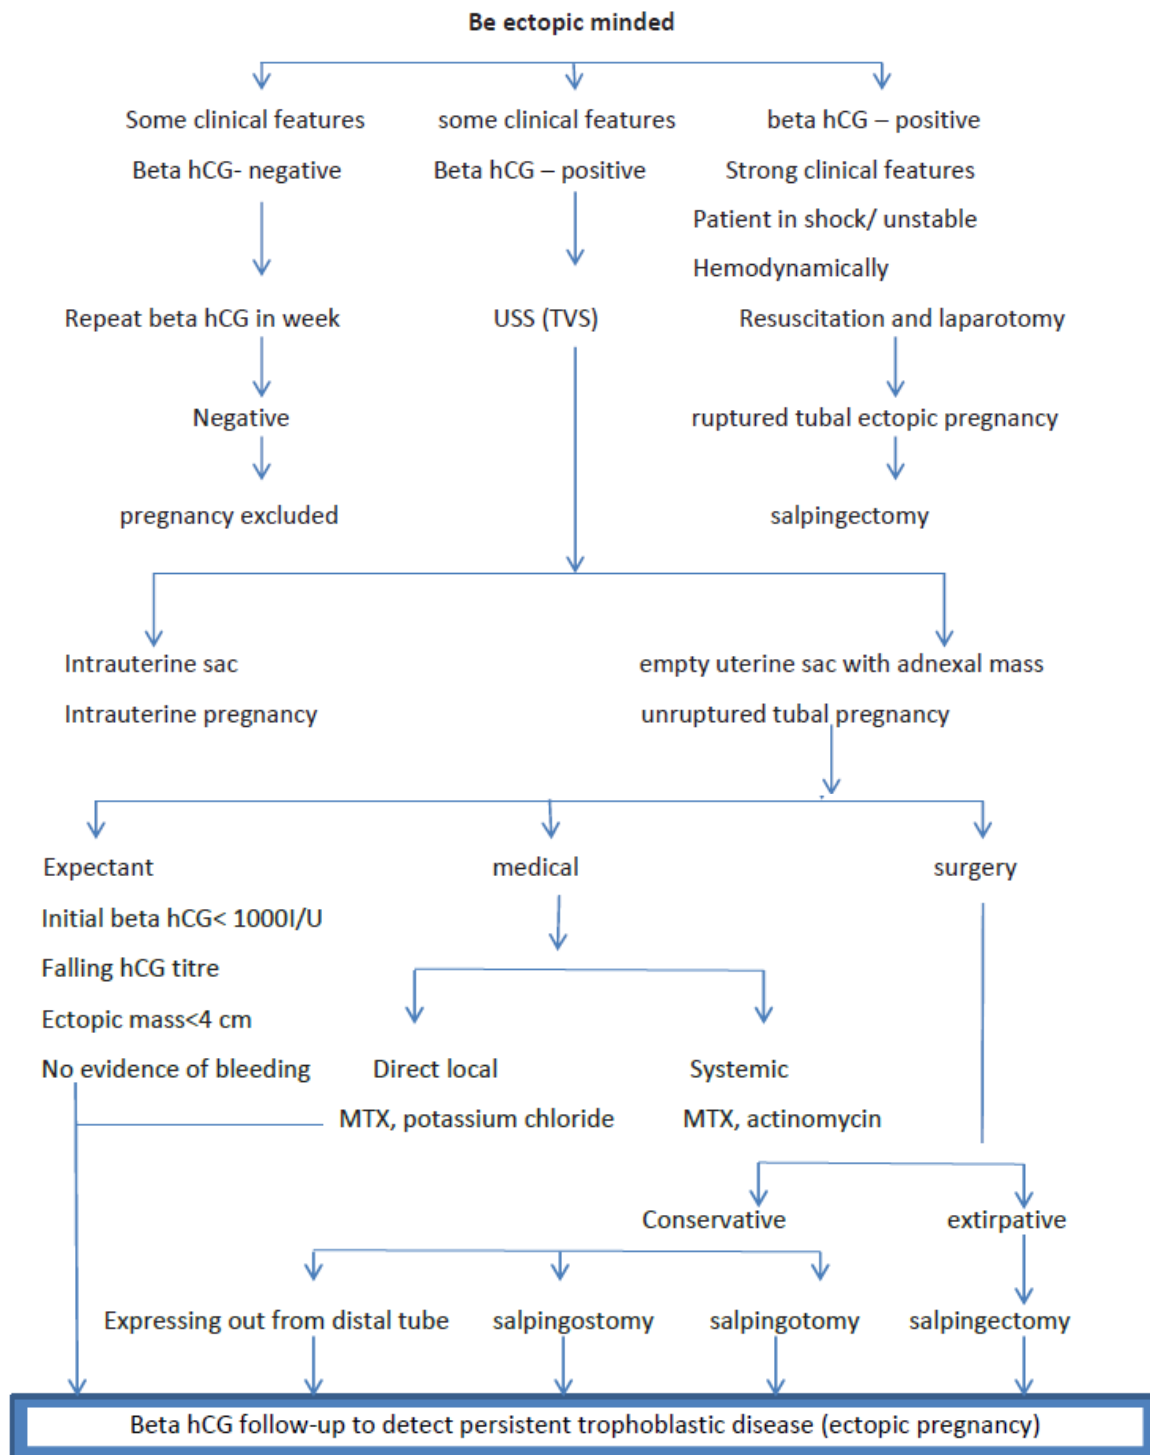 Be ectopic minded
Some clinical features
some clinical features
beta hCG – positive
Beta hCG- negative
Beta hCG – positive
Strong clinical features
Patient in shock/ unstable
Hemodynamically
Repeat beta hCG in week
USS (TVS)
Resuscitation and laparotomy
Negative
ruptured tubal ectopic pregnancy
pregnancy excluded
salpingectomy
Intrauterine sac
empty uterine sac with adnexal mass
Intrauterine pregnancy
unruptured tubal pregnancy
Expectant
medical
surgery
Initial beta hCG< 1000I/U
Falling hCG titre
Ectopic mass<4 cm
No evidence of bleeding
Direct local
Systemic
MTX, potassium chloride
MTX, actinomycin
Conservative
extirpative
Expressing out from distal tube
salpingostomy
salpingotomy
salpingectomy
Beta hCG follow-up to detect persistent trophoblastic disease (ectopic pregnancy)